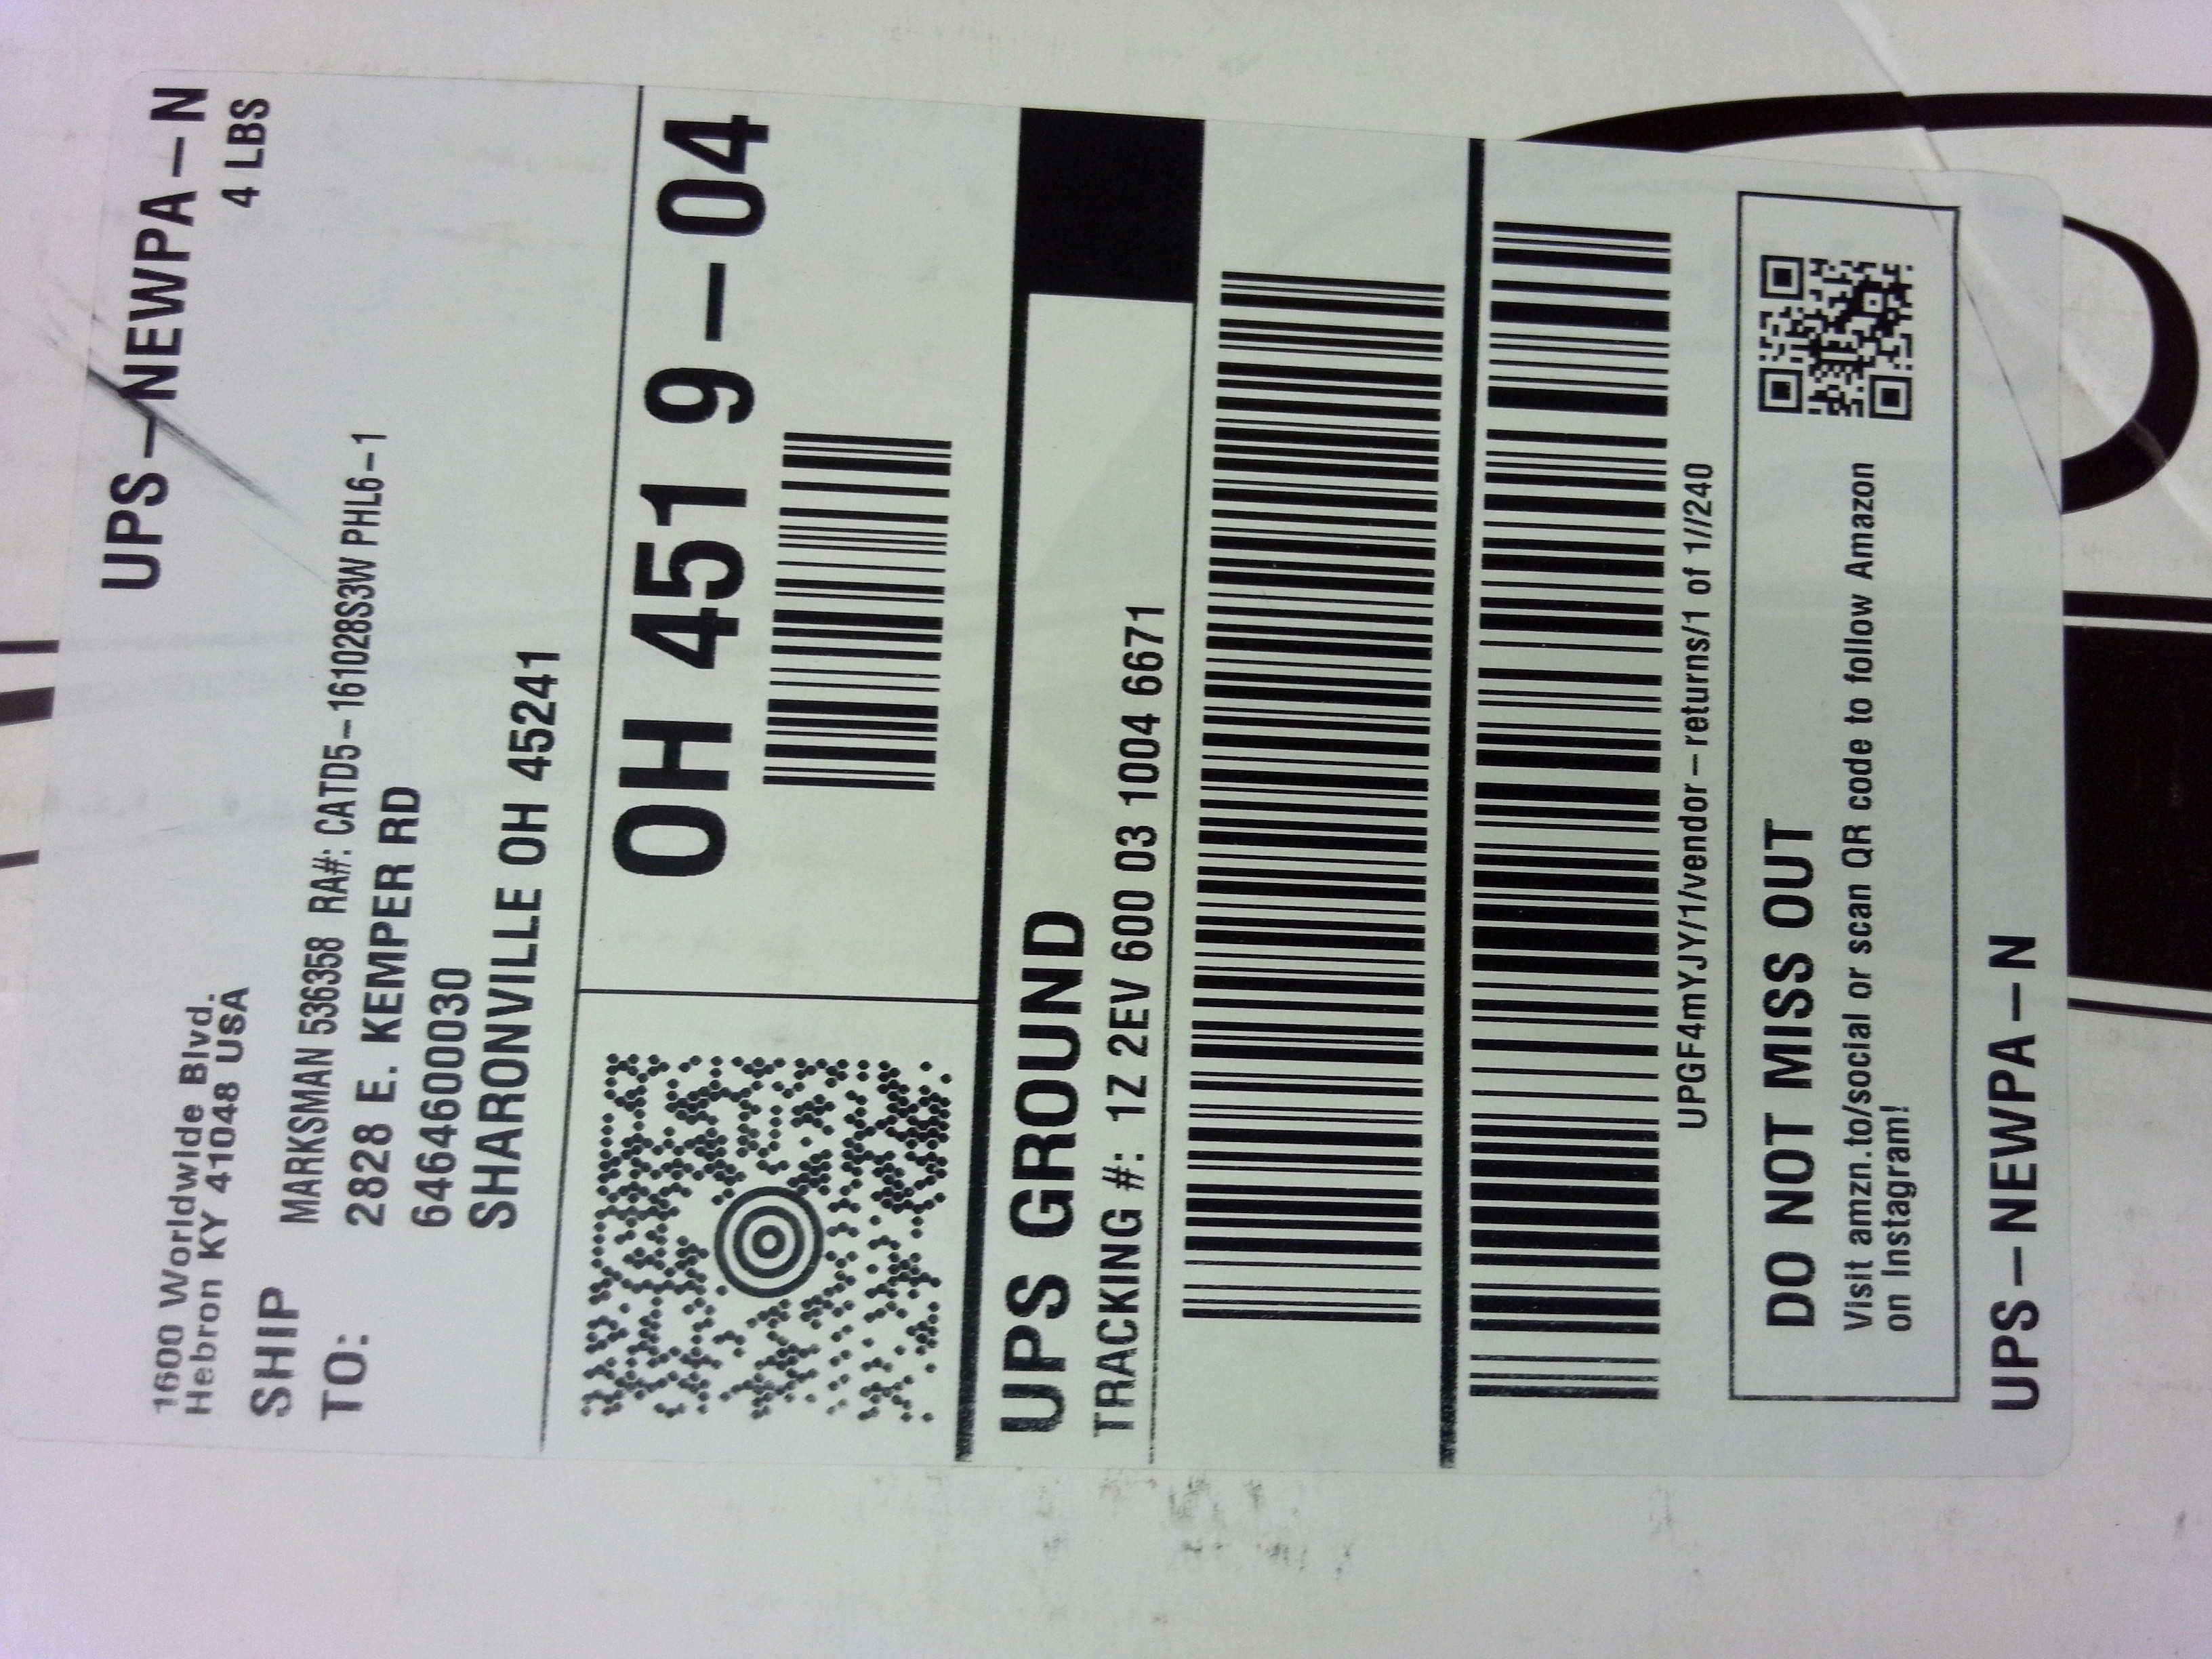 UPS-NEWPA-N
4 LBS
1600 Worldwide Blvd.
Hebron KY 41048 USA
SHIP
TO:
MARKSMAN 536358 RA#: CATD5-161028S3W PHL6-1
2828 E. KEMPER RD
6464600030
SHARONVILLE OH 45241
OH 451 9-04
UPS GROUND
TRACKING #: 1Z 2EV 600 03 1004 6671
UPGF4mYJY/1/vendor-returns/1 of 1//240
DO NOT MISS OUT
Visit amzn.to/social or scan QR code to follow Amazon
on Instagram!
UPS-NEWPA-N